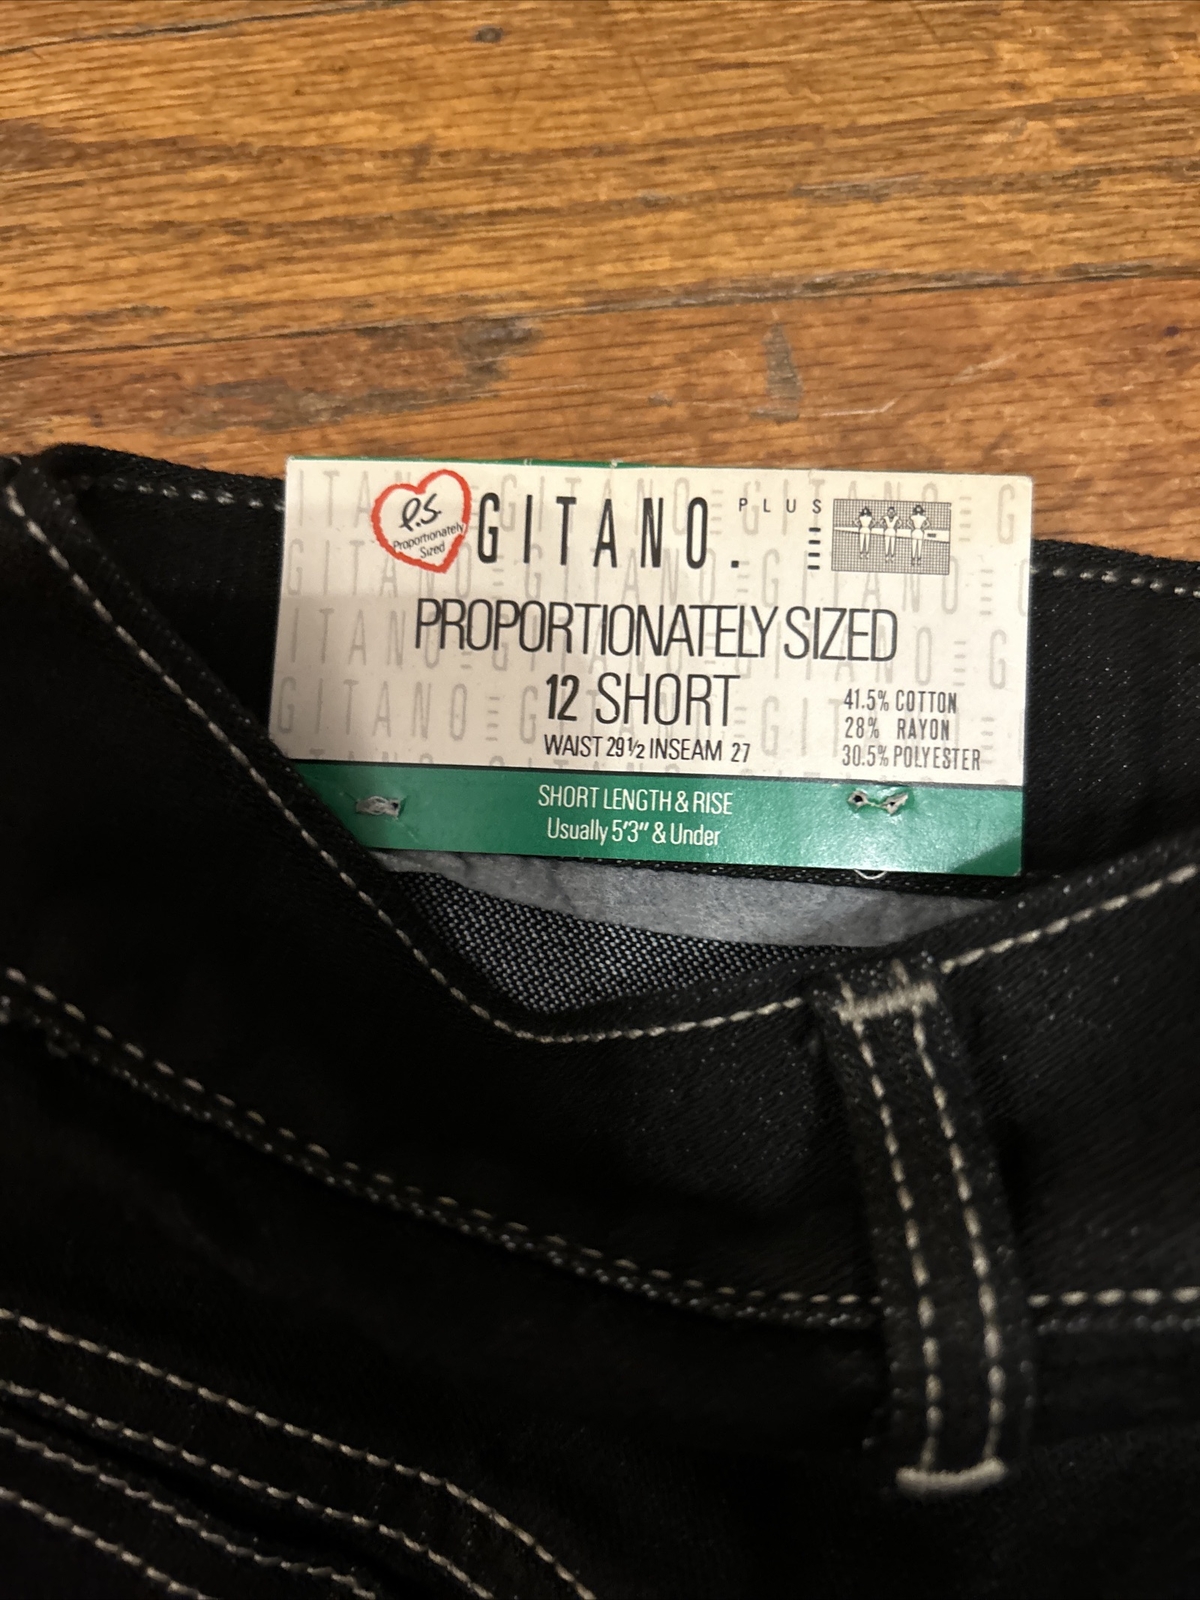 P.S.
Proportionately
Sized
GITANO.
PLUS
PROPORTIONATELY SIZED
12 SHORT
WAIST 29½ INSEAM 27
41.5% COTTON
28% RAYON
30.5% POLYESTER
SHORT LENGTH & RISE
Usually 5'3" & Under